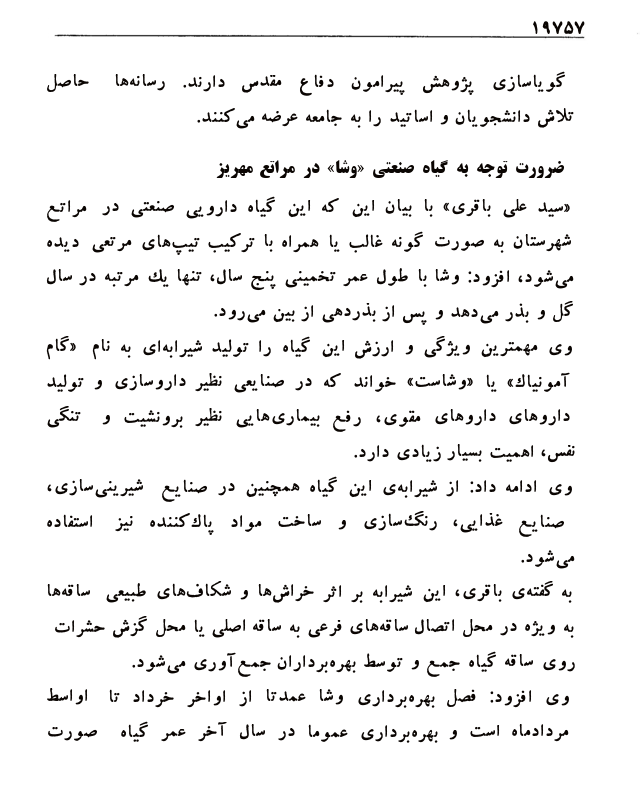 ۱۹۷۵۷
گویاسازی پژوهش پیرامون دفاع مقدس دارند. رسانه‌ها حاصل
تلاش دانشجویان و اساتید را به جامعه عرضه می‌کنند.
ضرورت توجه به گیاه صنعتی «وشا» در مراتع مهریز
«سید علی باقری» با بیان این که این گیاه دارویی صنعتی در مراتع
شهرستان به صورت گونه غالب یا همراه با ترکیب تیپ‌های مرتعی دیده
می‌شود، افزود: وشا با طول عمر تخمینی پنج سال، تنها یك مرتبه در سال
گل و بذر می‌دهد و پس از بذردهی از بین می‌رود.
وی مهمترین ویژگی و ارزش این گیاه را تولید شیرابه‌ای به نام «گام
آمونیاك» یا «وشاست» خواند که در صنایعی نظیر داروسازی و تولید
داروهای داروهای مقوی، رفع بیماری‌هایی نظیر برونشیت و تنگی
نفس، اهمیت بسیار زیادی دارد.
وی ادامه داد: از شیرابه‌ی این گیاه همچنین در صنایع شیرینی‌سازی،
صنایع غذایی، رنگ‌سازی و ساخت مواد پاك‌کننده نیز استفاده
می‌شود.
به گفته‌ی باقری، این شیرابه بر اثر خراش‌ها و شکاف‌های طبیعی ساقه‌ها
به ویژه در محل اتصال ساقه‌های فرعی به ساقه اصلی یا محل گزش حشرات
روی ساقه گیاه جمع و توسط بهره‌برداران جمع‌آوری می‌شود.
وی افزود: فصل بهره‌برداری وشا عمدتا از اواخر خرداد تا اواسط
مردادماه است و بهره‌برداری عموما در سال آخر عمر گیاه صورت